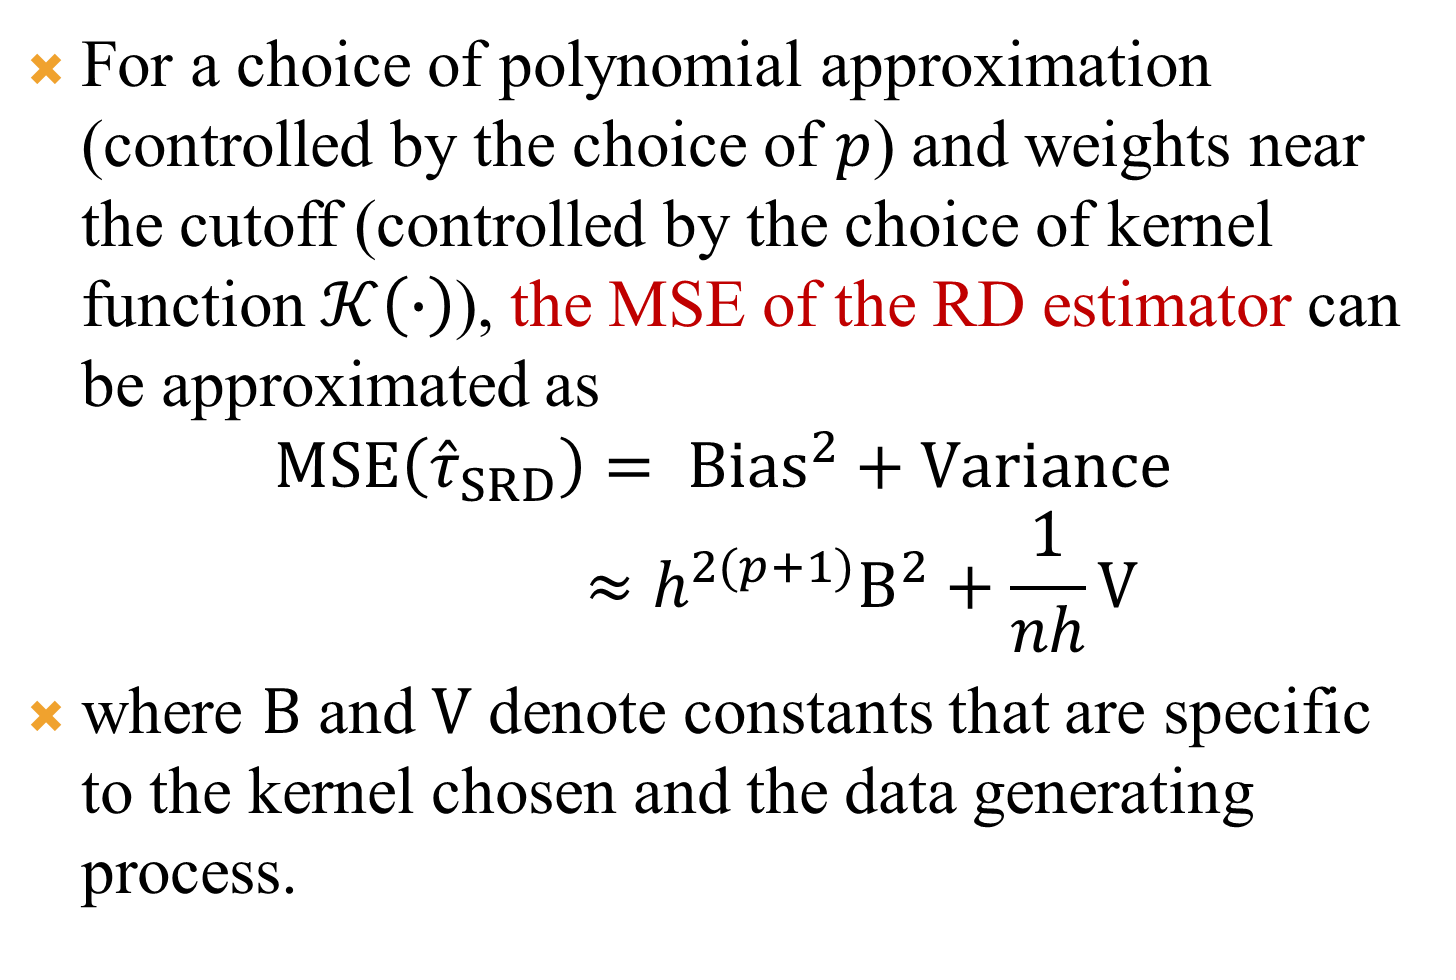 For a choice of polynomial approximation
(controlled by the choice of 𝑝) and weights near
the cutoff (controlled by the choice of kernel
function 𝒦(·)), the MSE of the RD estimator can
be approximated as
MSE(τ̂_SRD) = Bias² + Variance
≈ ℎ^{2(𝑝+1)}B² + \frac{1}{𝑛ℎ}V
where B and V denote constants that are specific
to the kernel chosen and the data generating
process.